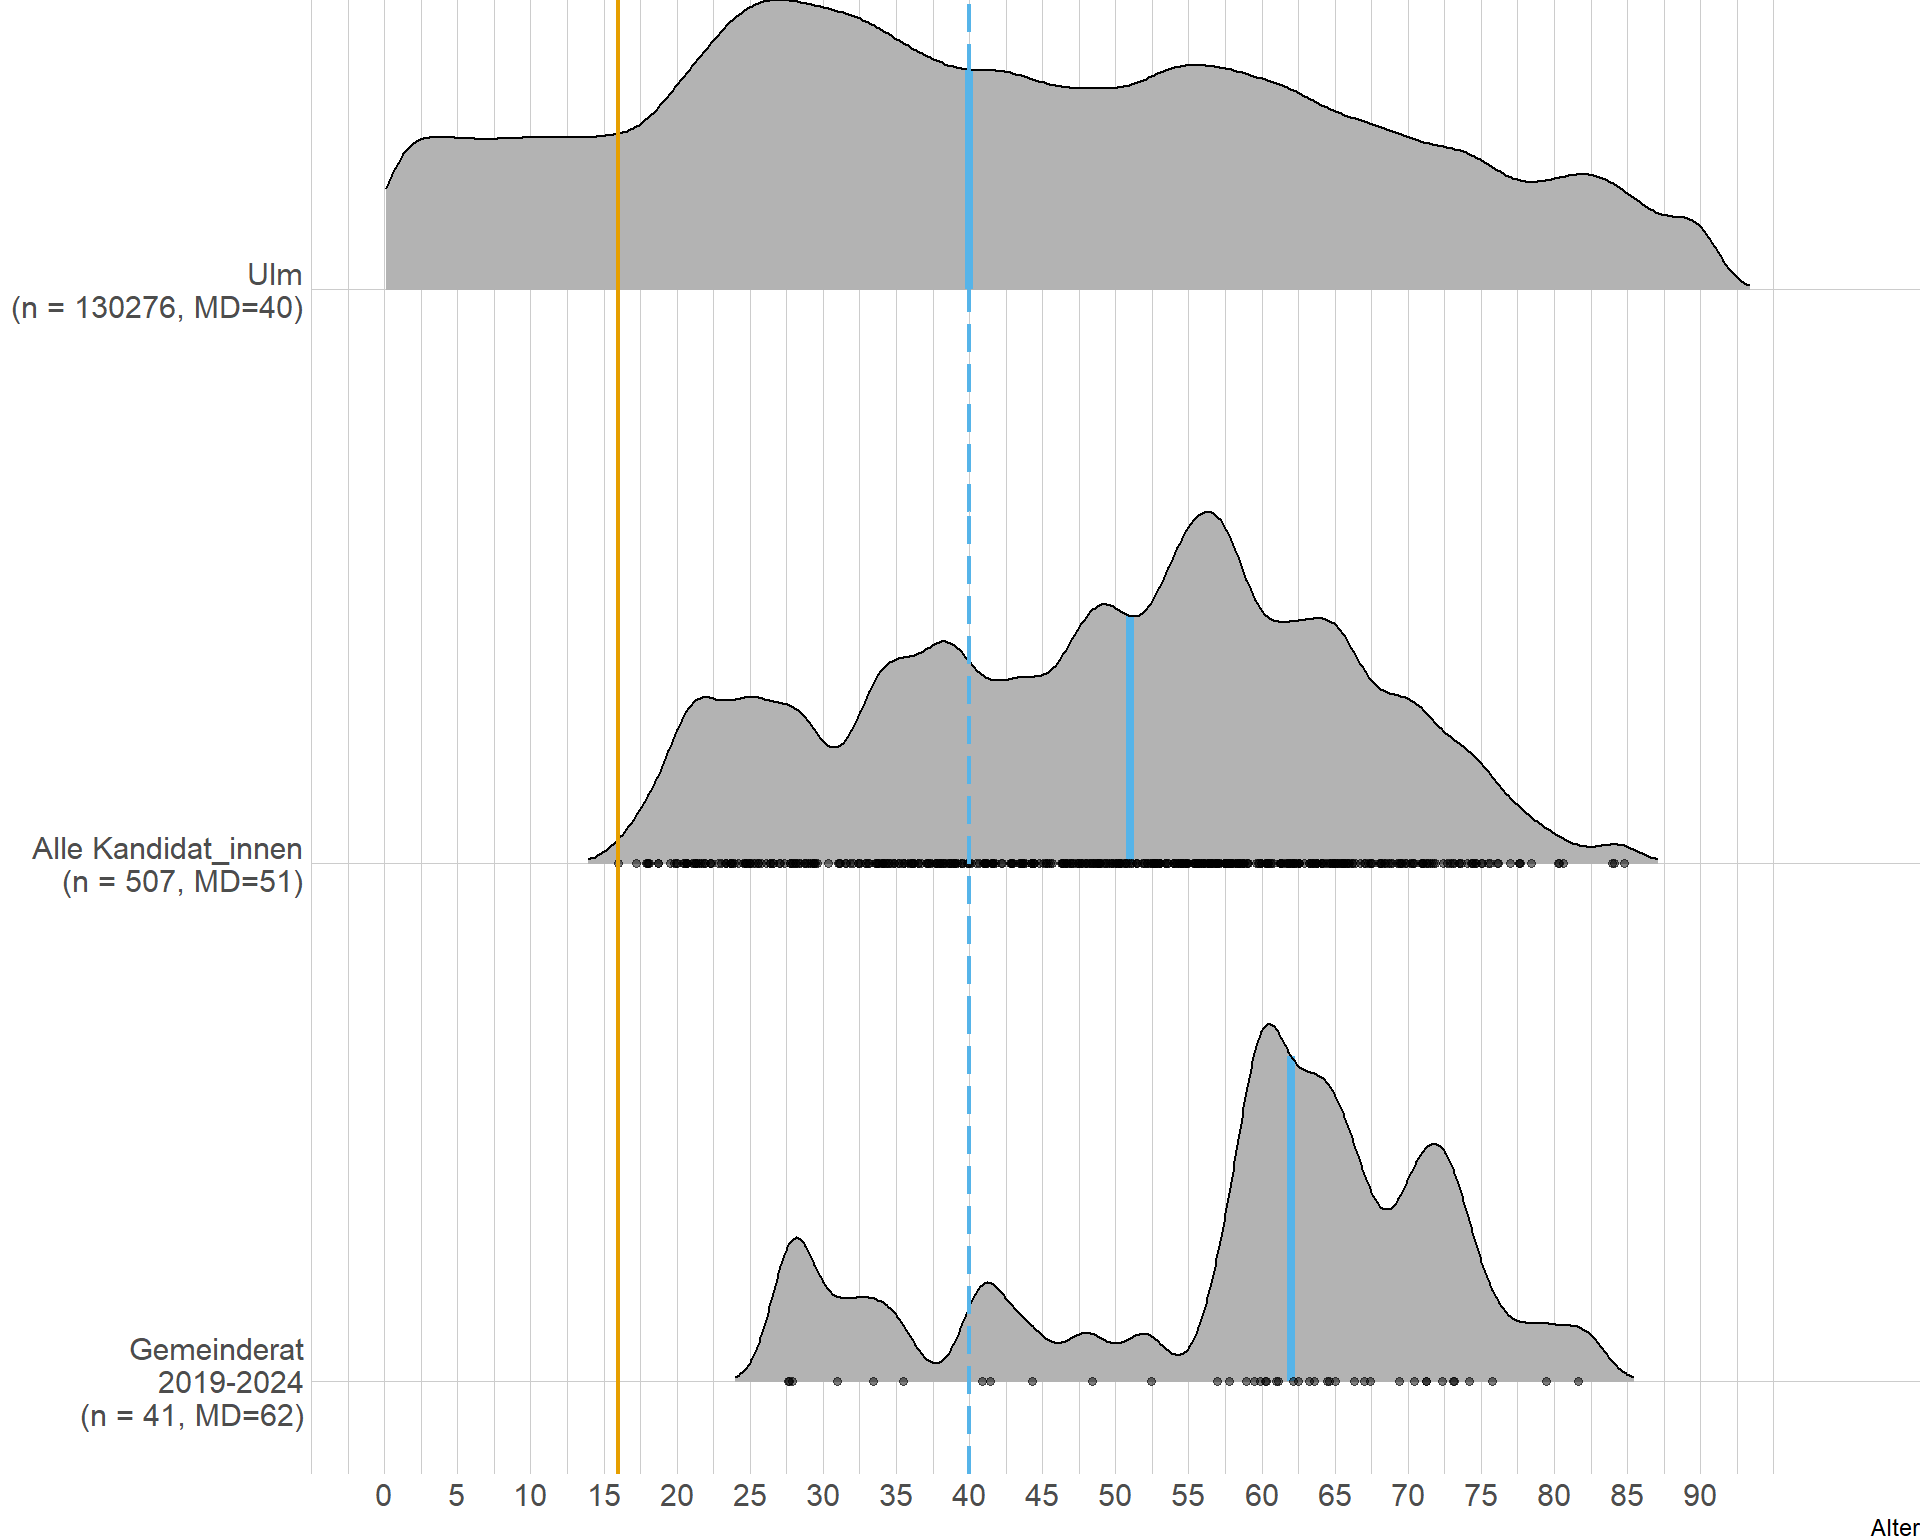 Ulm
(n = 130276, MD=40)
Alle Kandidat_innen
(n = 507, MD=51)
Gemeinderat
2019-2024
(n = 41, MD=62)
0 5 10 15 20 25 30 35 40 45 50 55 60 65 70 75 80 85 90
Alter